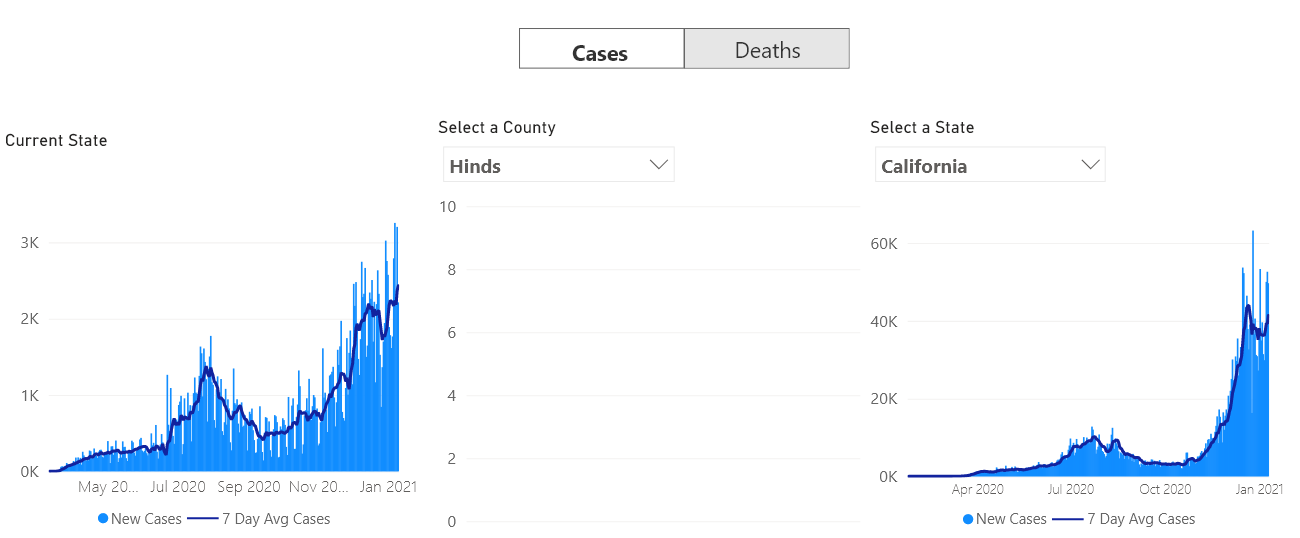 Cases Deaths
Current State
3K
2K
1K
0K
May 20... Jul 2020 Sep 2020 Nov 20... Jan 2021
New Cases 7 Day Avg Cases
Select a County
Hinds
10
8
6
4
2
0
Select a State
California
60K
40K
20K
0K
Apr 2020 Jul 2020 Oct 2020 Jan 2021
New Cases 7 Day Avg Cases